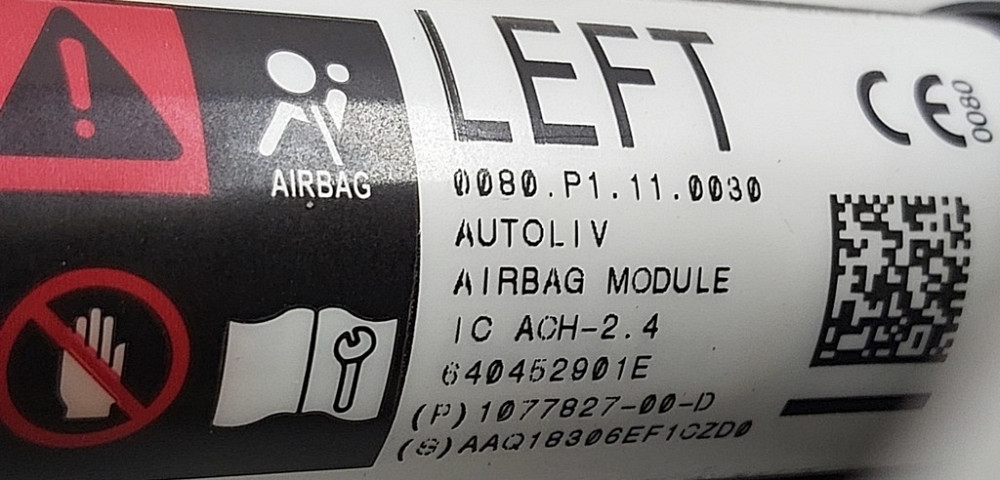 AIRBAG
LEFT
0080.P1.11.0030
AUTOLIV
AIRBAG MODULE
IC ACH-2.4
640452901E
(P)1077827-00-D
(S)AAQ18306EF1CZD0
CE 0080